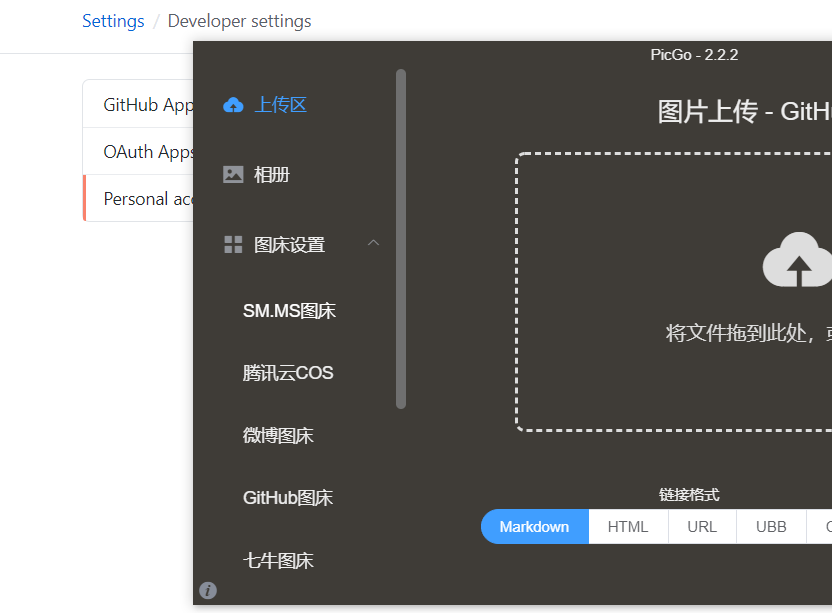 Settings / Developer settings
GitHub App
OAuth Apps
Personal acc
PicGo - 2.2.2
上传区
相册
图床设置
SM.MS图床
腾讯云COS
微博图床
GitHub图床
七牛图床
图片上传 - GitH
将文件拖到此处，
链接格式
Markdown HTML URL UBB